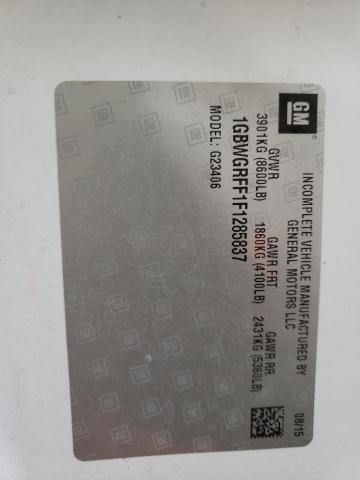 GM
INCOMPLETE VEHICLE MANUFACTURED BY
GENERAL MOTORS LLC
08/15
GVWR GAWR FRT GAWR RR
3901KG (8600LB) 1860KG (4100LB) 2431KG (5360LB)
1GBWGRFF1F1285837
MODEL: G23406